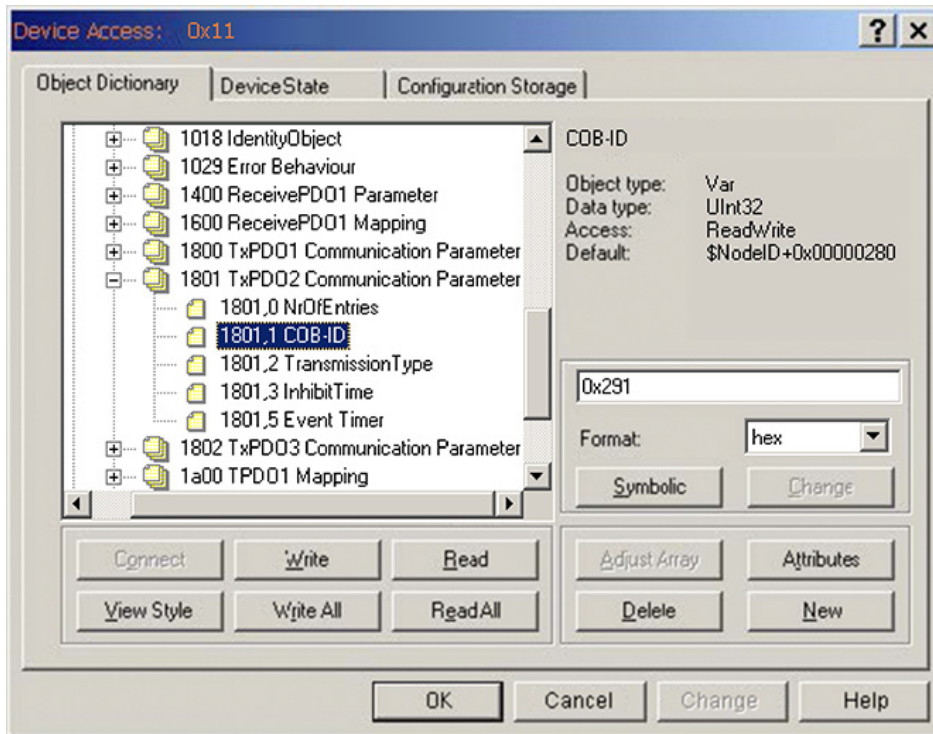 Device Access: 0x11
Object Dictionary
DeviceState
Configuration Storage
1018 IdentityObject
1029 Error Behaviour
1400 ReceivePDO1 Parameter
1600 ReceivePDO1 Mapping
1800 TxPDO1 Communication Parameter
1801 TxPDO2 Communication Parameter
1801,0 NrOfEntries
1801,1 COB-ID
1801,2 TransmissionType
1801,3 InhibitTime
1801,5 Event Timer
1802 TxPDO3 Communication Parameter
1a00 TPDO1 Mapping
COB-ID
Object type: Var
Data type: UInt32
Access: ReadWrite
Default: $NodeID+0x00000280
0x291
Format: hex
Symbolic Change
Connect Write Read
View Style Write All ReadAll
Adjust Array Attributes
Delele New
OK Cancel Change Help